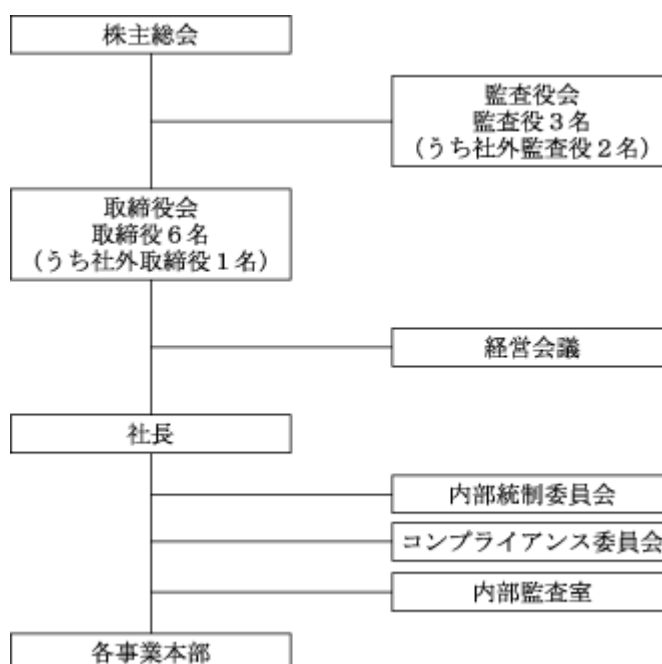 株主総会
監査役会
監査役3名
（うち社外監査役2名）
取締役会
取締役6名
（うち社外取締役1名）
経営会議
社長
内部統制委員会
コンプライアンス委員会
内部監査室
各事業本部